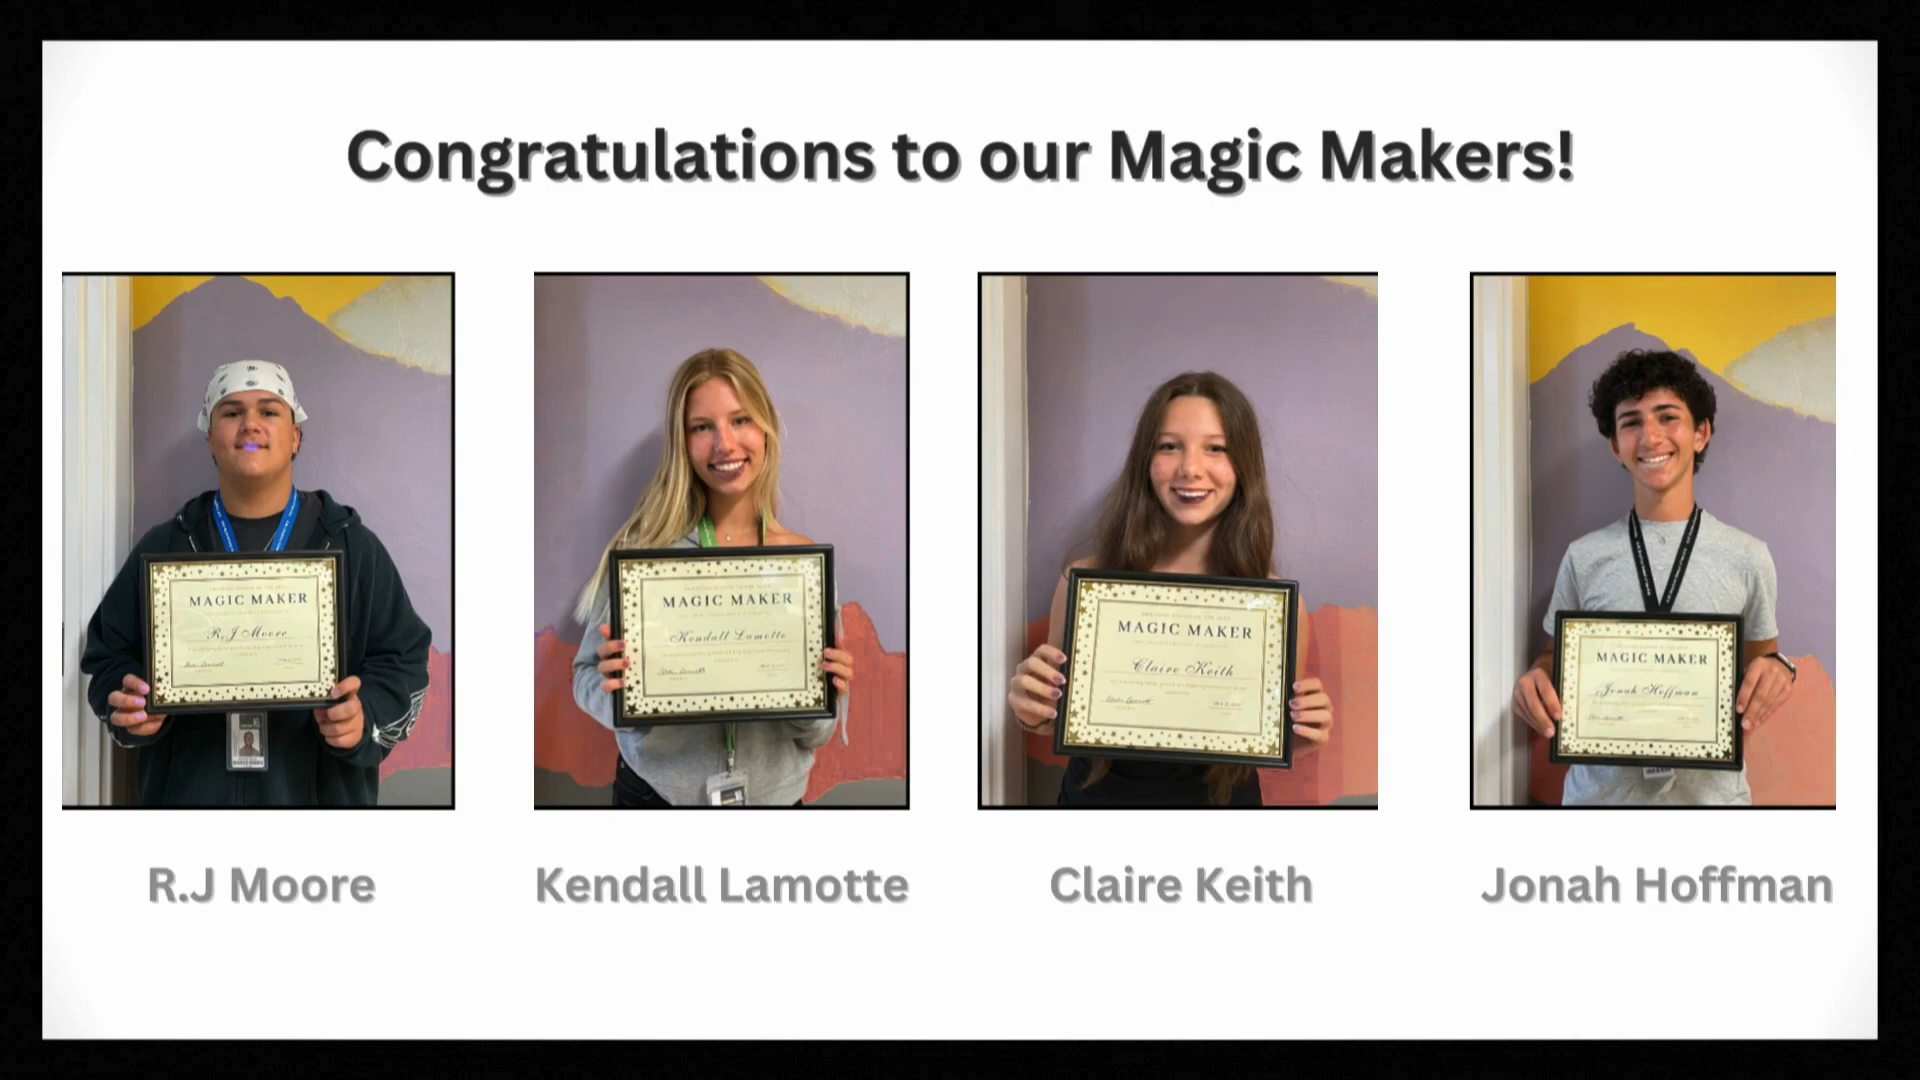 Congratulations to our Magic Makers!
MAGIC MAKER
R.J Moore
MAGIC MAKER
Kendall Lamotte
MAGIC MAKER
Claire Keith
MAGIC MAKER
Jonah Hoffman
R.J Moore
Kendall Lamotte
Claire Keith
Jonah Hoffman